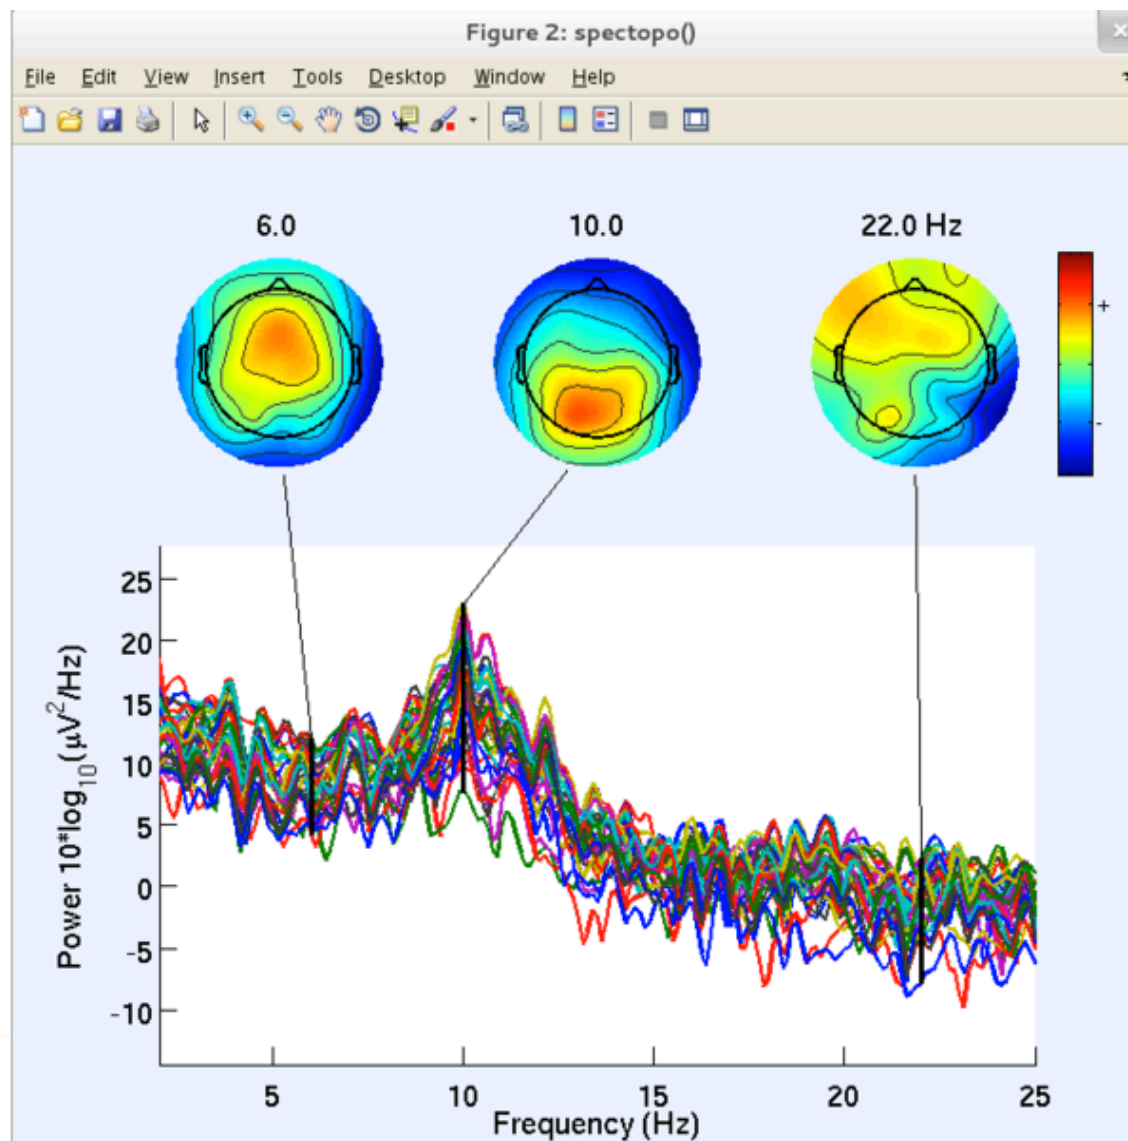 Figure 2: spectopo()
File Edit View Insert Tools Desktop Window Help
6.0 10.0 22.0 Hz
+
-
25
20
15
10
5
0
-5
-10
Power 10*log₁₀(μV²/Hz)
5 10 15 20 25
Frequency (Hz)